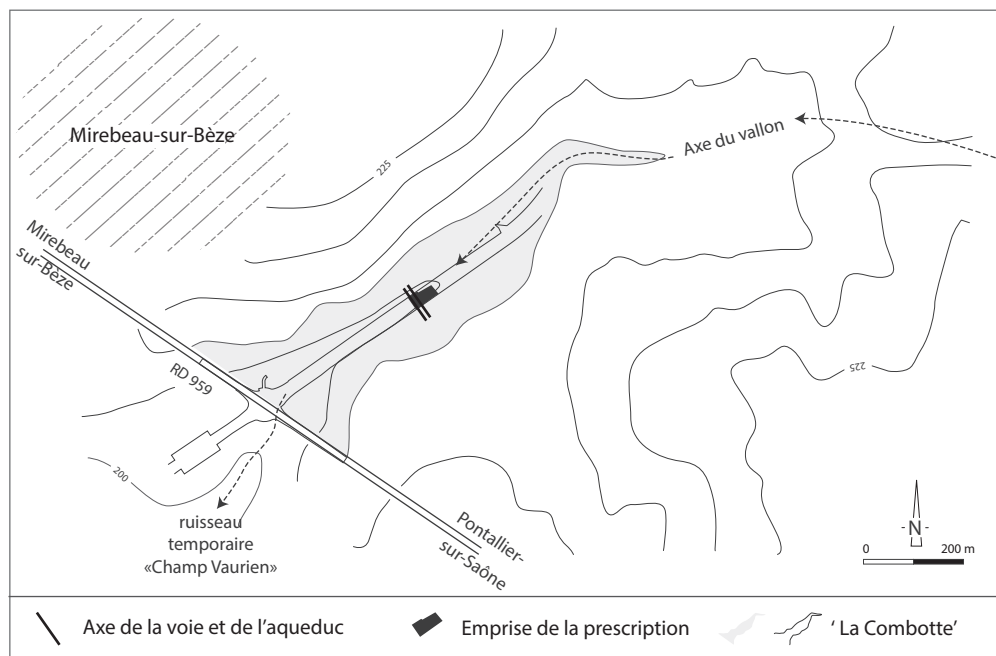 Mirebeau-sur-Bèze
225
Axe du vallon
Mirebeau
sur-Bèze
RD 959
225
200
ruisseau
temporaire
«Champ Vaurien»
Pontallier-
sur-Saône
-N-
0 200 m
Axe de la voie et de l'aqueduc
Emprise de la prescription
' La Combotte'